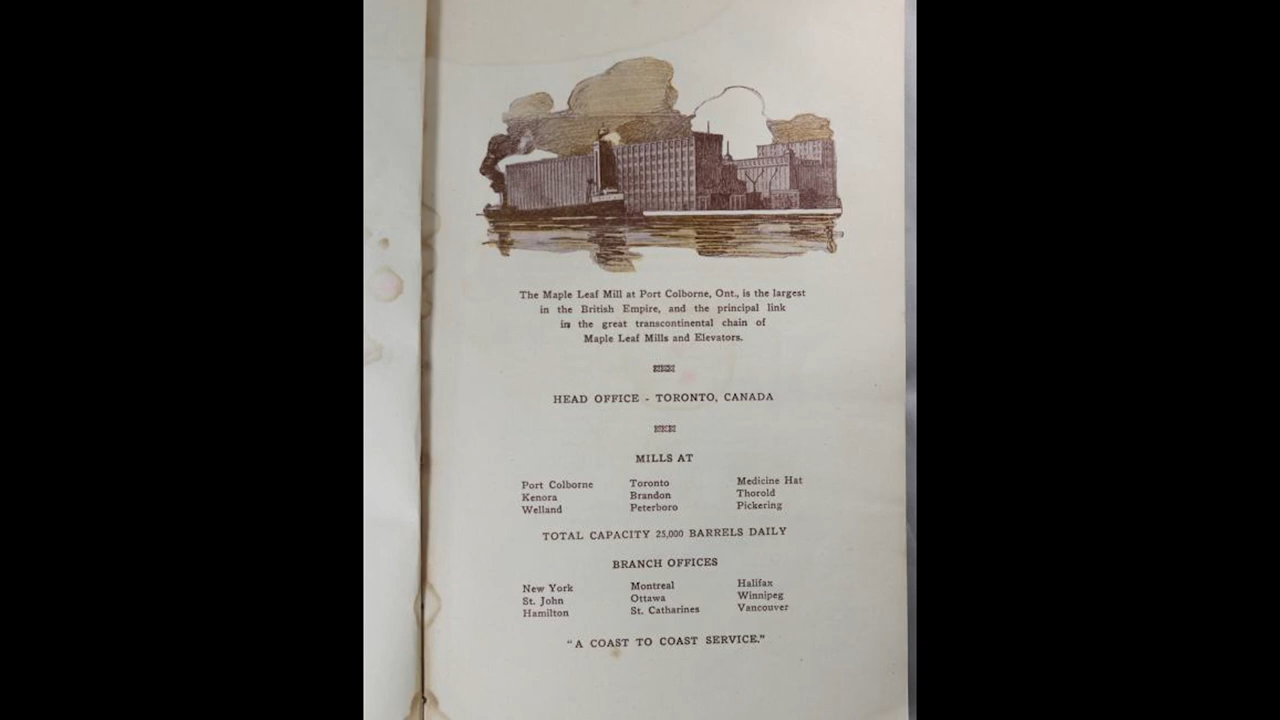 The Maple Leaf Mill at Port Colborne, Ont., is the largest
in the British Empire, and the principal link
in the great transcontinental chain of
Maple Leaf Mills and Elevators.
HEAD OFFICE - TORONTO, CANADA
MILLS AT
Port Colborne Toronto Medicine Hat
Kenora Brandon Thorold
Welland Peterboro Pickering
TOTAL CAPACITY 25,000 BARRELS DAILY
BRANCH OFFICES
New York Montreal Halifax
St. John Ottawa Winnipeg
Hamilton St. Catharines Vancouver
"A COAST TO COAST SERVICE."